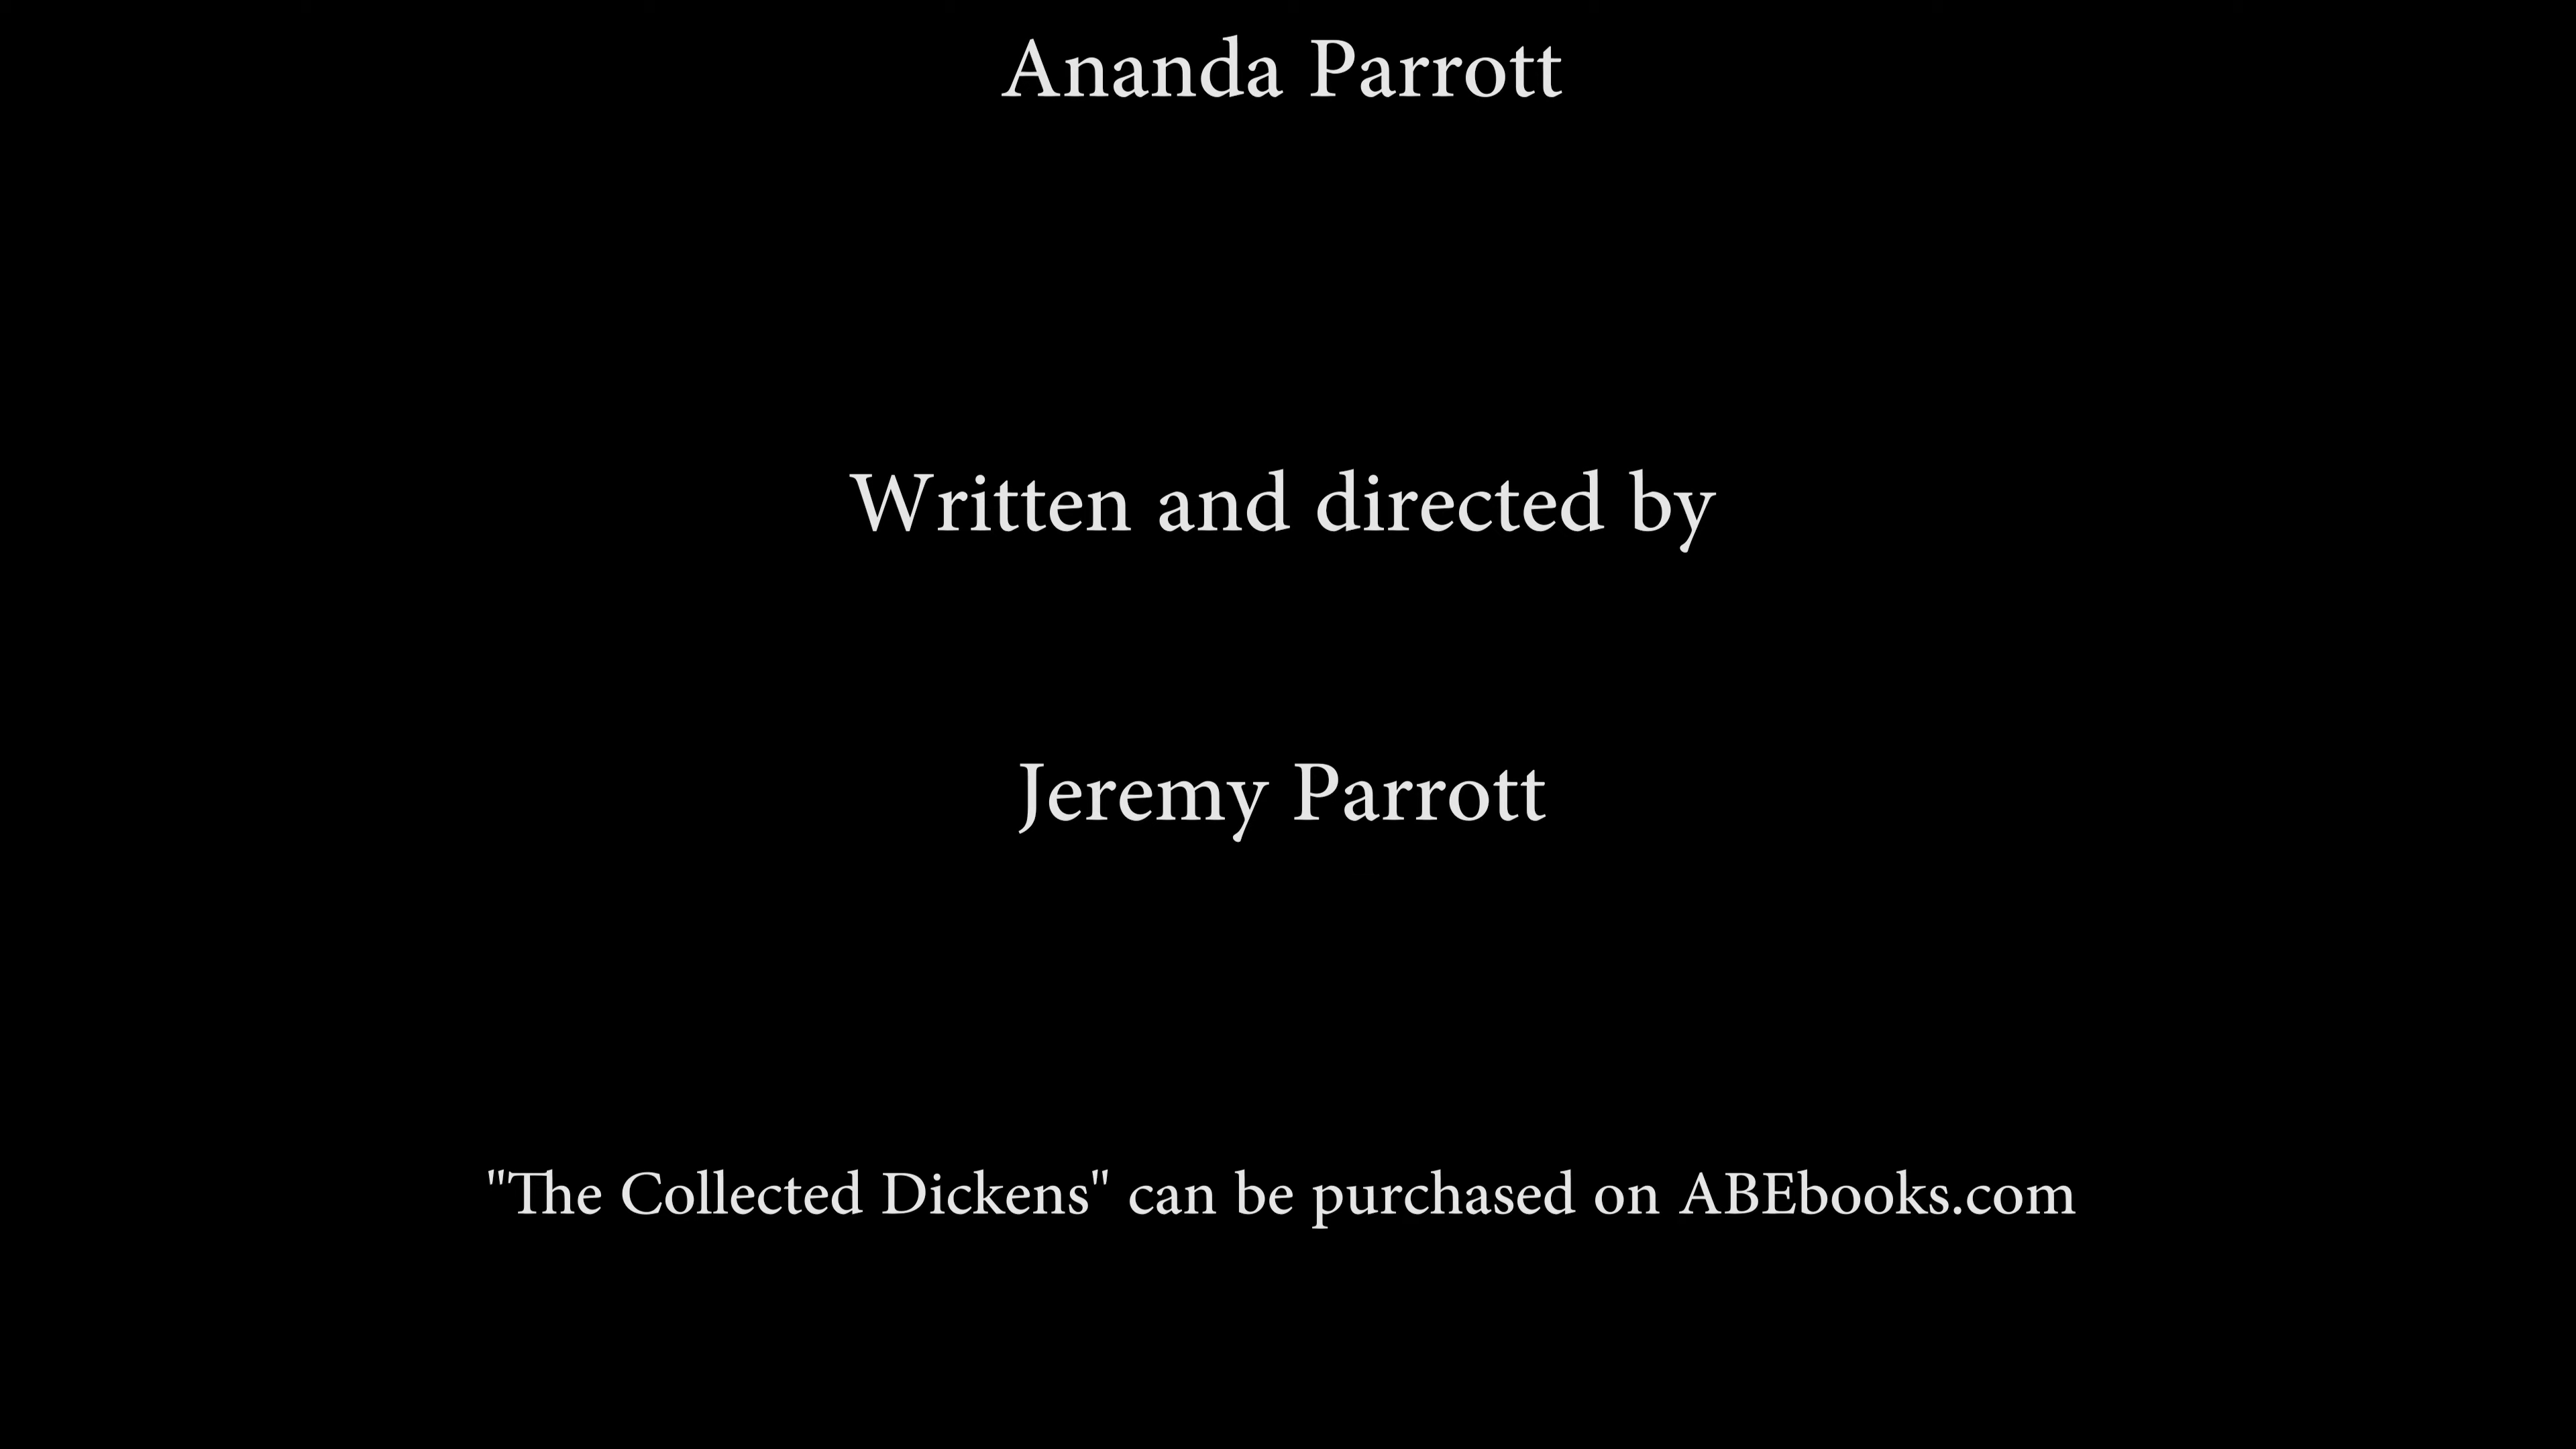 Ananda Parrott
Written and directed by
Jeremy Parrott
"The Collected Dickens" can be purchased on ABEbooks.com